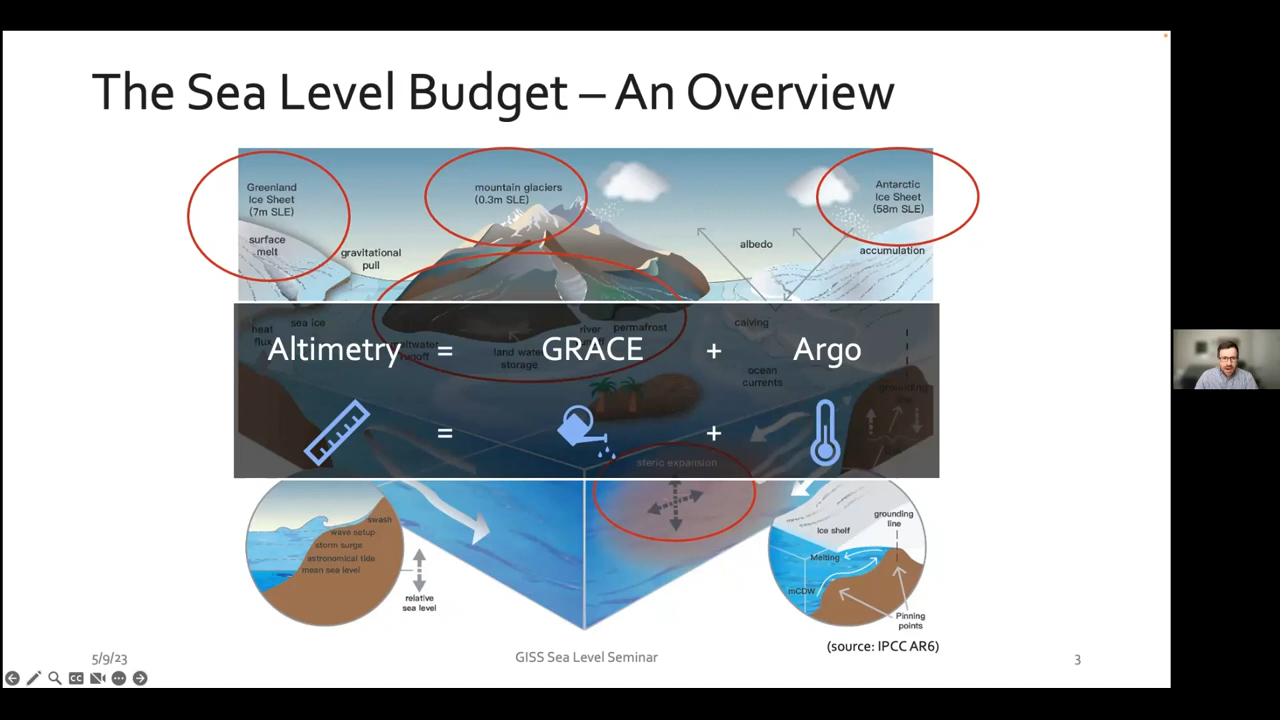 The Sea Level Budget – An Overview
Greenland
Ice Sheet
(7m SLE)
mountain glaciers
(0.3m SLE)
Antarctic
Ice Sheet
(58m SLE)
surface
melt
gravitational
pull
albedo
accumulation
heat
flux
sea ice
river
permafrost
calving
Altimetry = GRACE + Argo
runoff
land water
storage
ocean
currents
grounding
line
= +
steric expansion
swash
wave setup
storm surge
astronomical tide
mean sea level
relative
sea level
grounding
line
Ice shelf
Melting
mCDW
Pinning
points
(source: IPCC AR6)
5/9/23
GISS Sea Level Seminar
3
CC